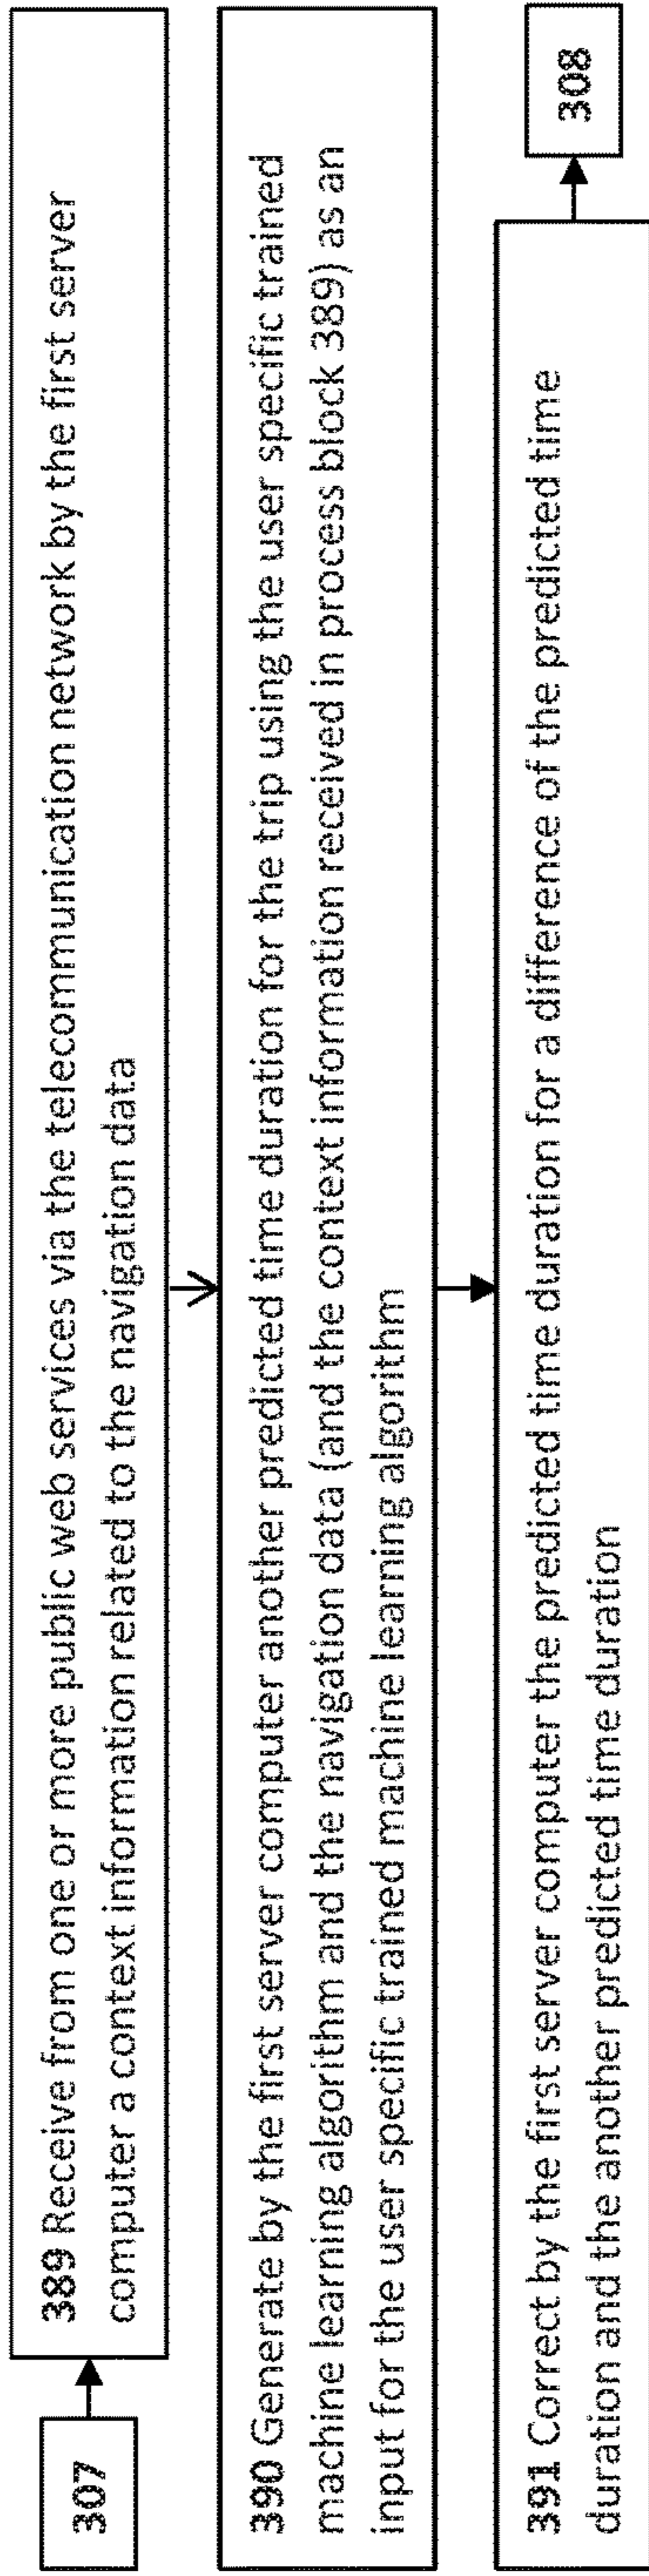 307
389 Receive from one or more public web services via the telecommunication network by the first server
computer a context information related to the navigation data
390 Generate by the first server computer another predicted time duration for the trip using the user specific trained
machine learning algorithm and the navigation data (and the context information received in process block 389) as an
input for the user specific trained machine learning algorithm
391 Correct by the first server computer the predicted time duration for a difference of the predicted time
duration and the another predicted time duration
308